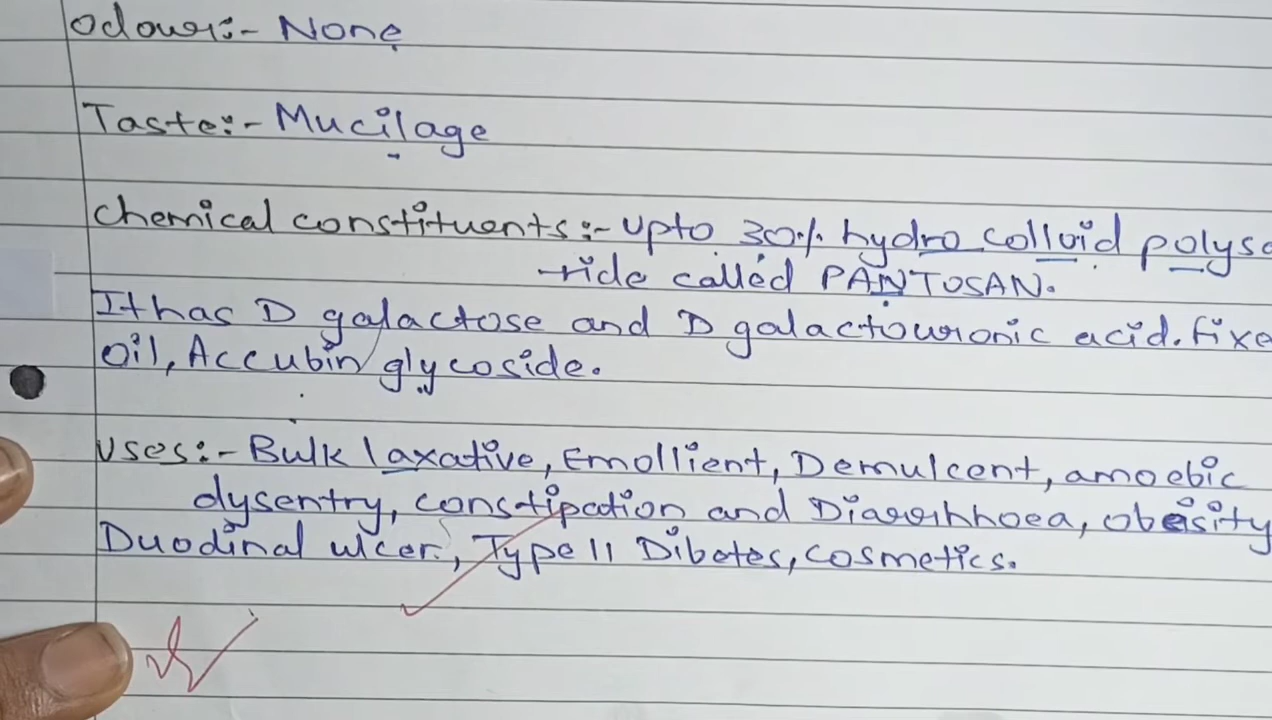 Odour:- None
Taste:- Mucilage
Chemical constituents:- upto 30% hydro colloid polysa
-ride called PANTOSAN.
It has D galactose and D galactouronic acid. Fixe
oil, Accubin glycoside.
Uses:- Bulk laxative, Emollient, Demulcent, amoebic
dysentry, constipation and Diarrhhoea, obesity
Duodinal ulcer, Type II Dibetes, cosmetics.